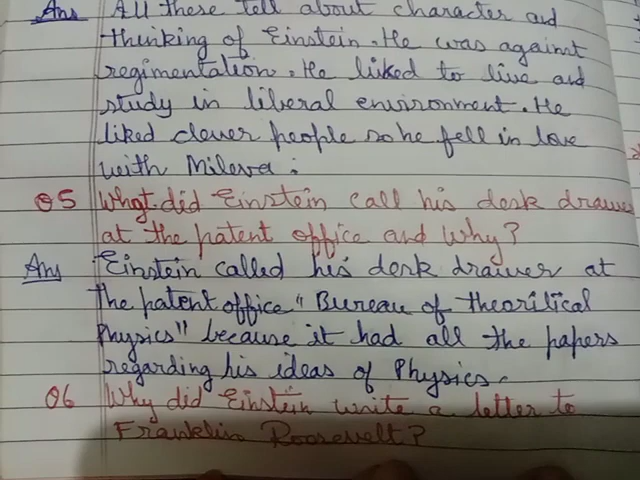 Ans All these tell about character and
thinking of Einstein. He was against
regimentation. He liked to live and
study in liberal environment. He
liked clever people so he fell in love
with Mileva.
Q5 What did Einstein call his desk drawer
at the patent office and Why?
Ans Einstein called his desk drawer at
the patent office "Bureau of theoritical
Physics" because it had all the papers
regarding his ideas of Physics.
Q6 Why did Einstein write a letter to
Franklin Roosevelt?